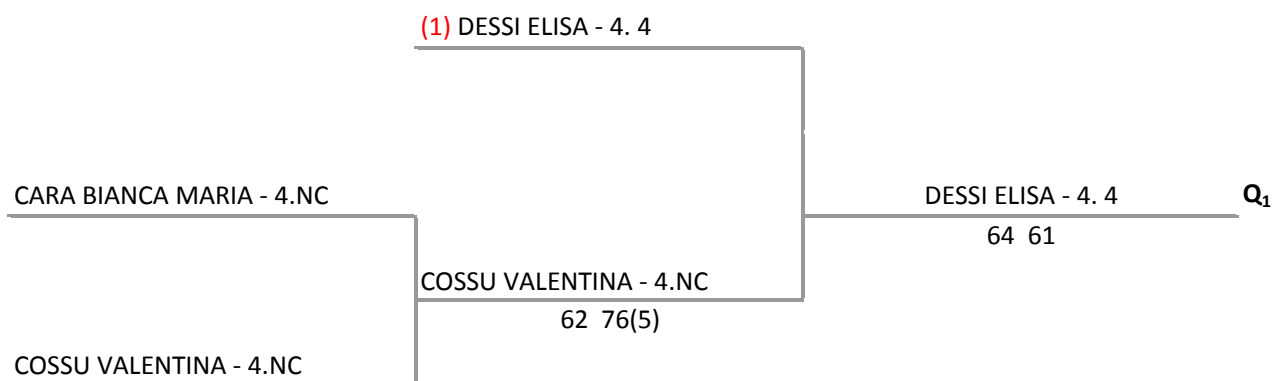 (1) DESSI ELISA - 4. 4
CARA BIANCA MARIA - 4.NC
DESSI ELISA - 4. 4
Q1
64 61
COSSU VALENTINA - 4.NC
62 76(5)
COSSU VALENTINA - 4.NC